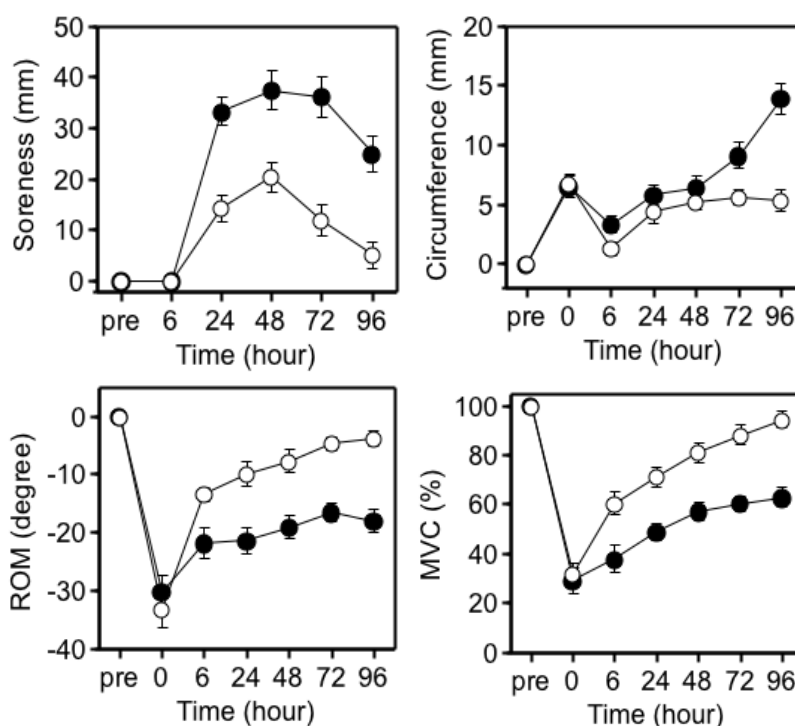 Soreness (mm)
50
40
30
20
10
0
pre 6 24 48 72 96
Time (hour)
Circumference (mm)
20
15
10
5
0
pre 0 6 24 48 72 96
Time (hour)
ROM (degree)
0
-10
-20
-30
-40
pre 0 6 24 48 72 96
Time (hour)
MVC (%)
100
80
60
40
20
0
pre 0 6 24 48 72 96
Time (hour)